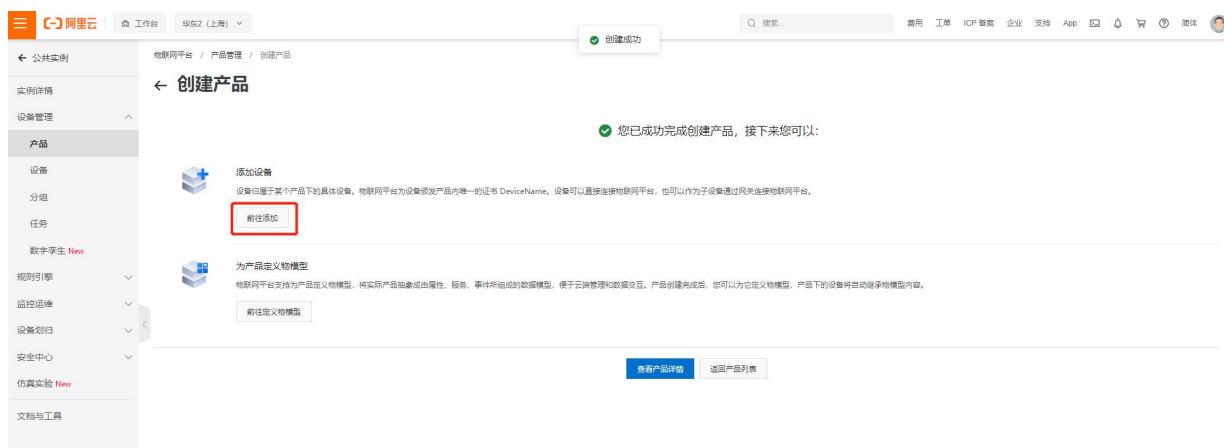 阿里云
工作台
华东2（上海）
搜索...
费用 工单 ICP 备案 企业 支持 App 简体
创建成功
公共实例
物联网平台 / 产品管理 / 创建产品
创建产品
实例详情
设备管理
产品
设备
分组
任务
数字孪生 New
规则引擎
监控运维
设备划归
安全中心
仿真实验 New
文档与工具
您已成功完成创建产品，接下来您可以：
添加设备
设备归属于某个产品下的具体设备。物联网平台为设备颁发产品内唯一的证书 DeviceName。设备可以直接连接物联网平台，也可以作为子设备通过网关连接物联网平台。
前往添加
为产品定义物模型
物联网平台支持为产品定义物模型，将实际产品抽象成由属性、服务、事件所组成的数据模型，便于云端管理和数据交互。产品创建完成后，您可以为它定义物模型，产品下的设备将自动继承物模型内容。
前往定义物模型
查看产品详情
返回产品列表